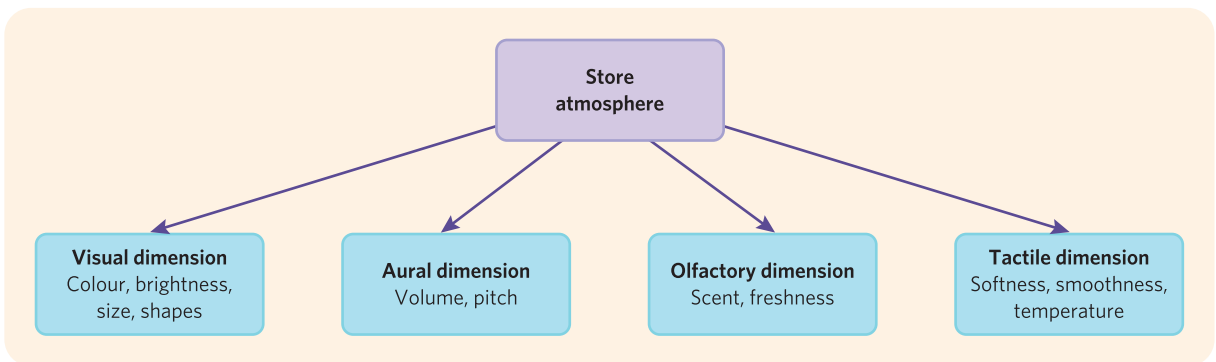 Store
atmosphere
Visual dimension
Colour, brightness,
size, shapes
Aural dimension
Volume, pitch
Olfactory dimension
Scent, freshness
Tactile dimension
Softness, smoothness,
temperature